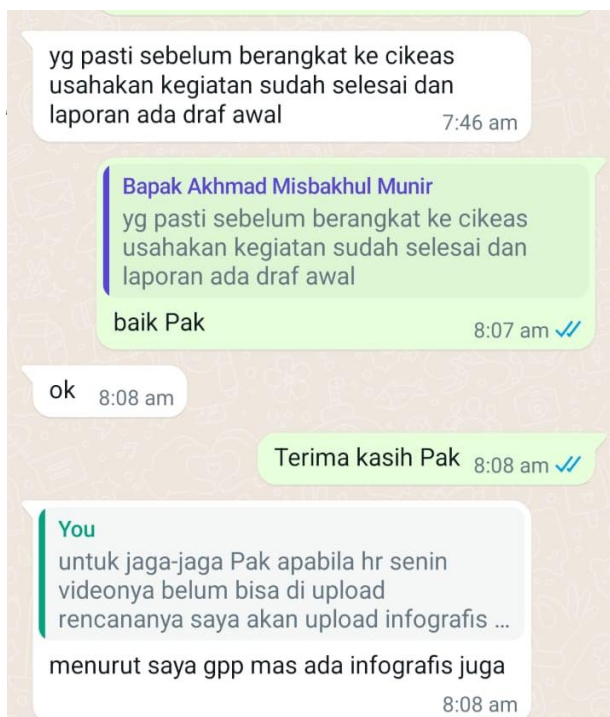 yg pasti sebelum berangkat ke cikeas
usahakan kegiatan sudah selesai dan
laporan ada draf awal
7:46 am
Bapak Akhmad Misbakhul Munir
yg pasti sebelum berangkat ke cikeas
usahakan kegiatan sudah selesai dan
laporan ada draf awal
baik Pak
8:07 am
ok 8:08 am
Terima kasih Pak 8:08 am
You
untuk jaga-jaga Pak apabila hr senin
videonya belum bisa di upload
rencananya saya akan upload infografis ...
menurut saya gpp mas ada infografis juga
8:08 am